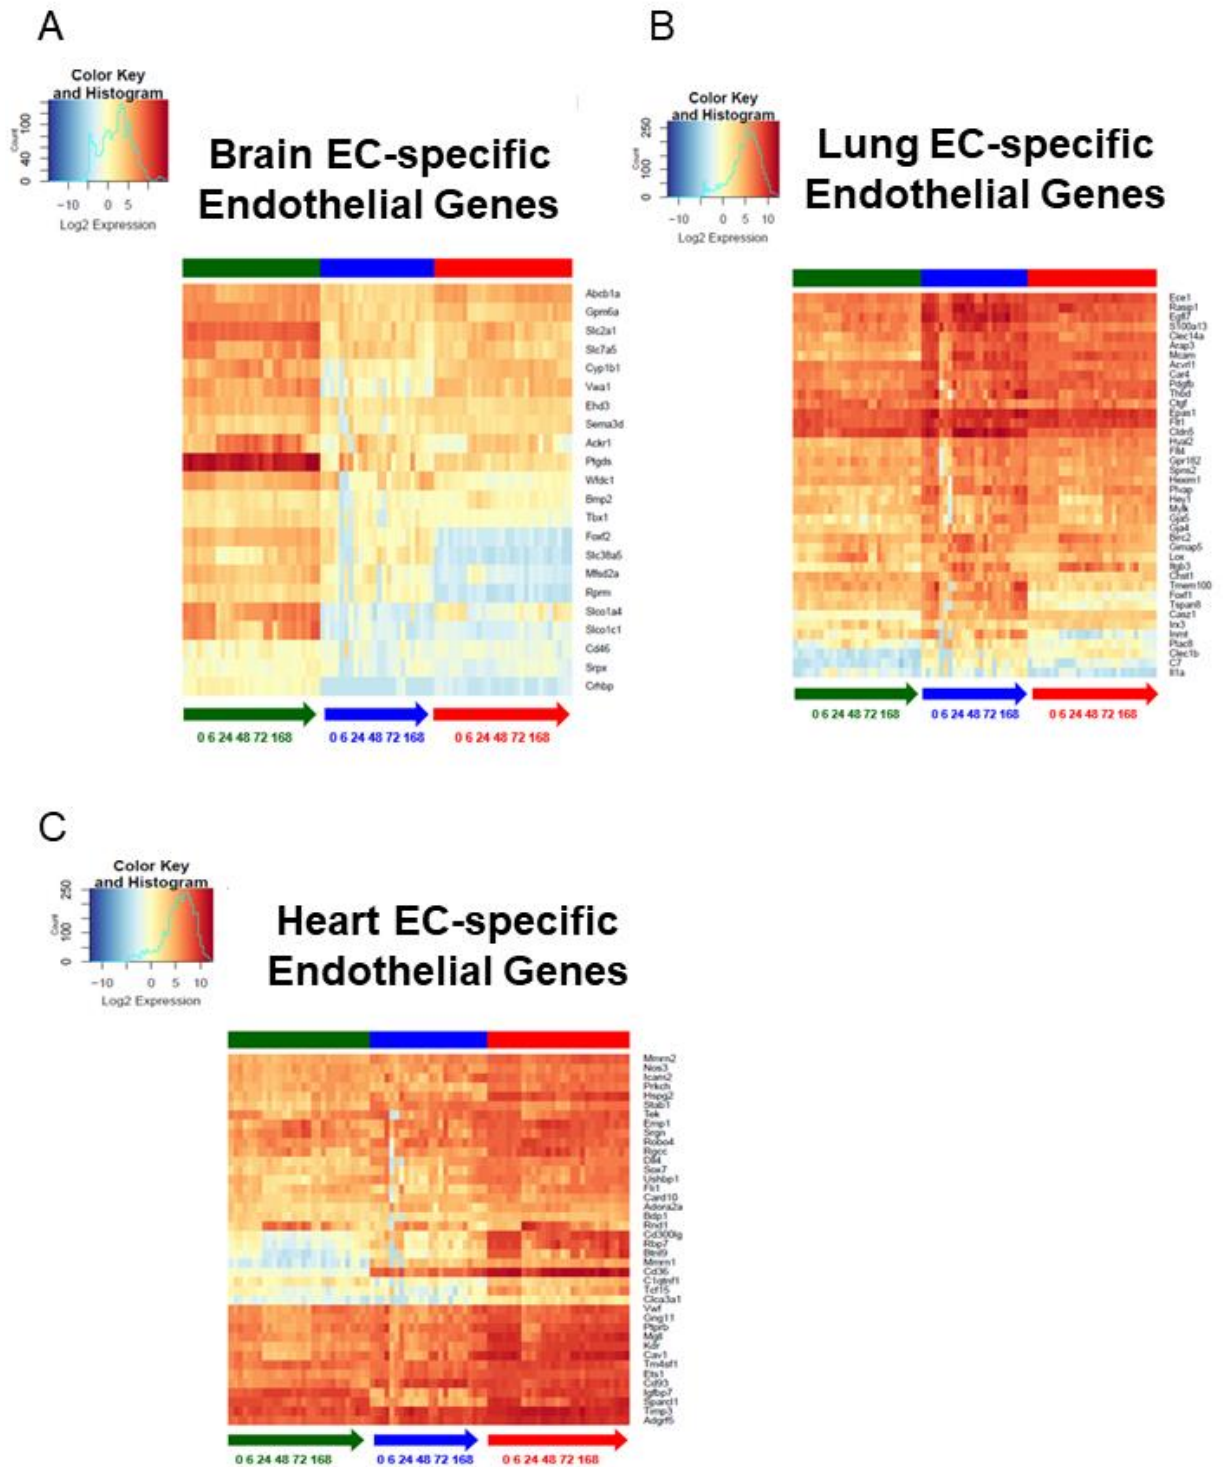 A
Color Key
and Histogram
Count
0 40 100
−10 0 5
Log2 Expression
Brain EC-specific
Endothelial Genes
Abcb1a
Gpm6a
Slc2a1
Slc7a5
Cyp1b1
Vwa1
Ehd3
Sema3d
Ackr1
Ptgds
Wfdc1
Bmp2
Tbx1
Foxf2
Slc38a5
Mfsd2a
Rprm
Slco1a4
Slco1c1
Cd46
Srpx
Crhbp
0 6 24 48 72 168
0 6 24 48 72 168
0 6 24 48 72 168
B
Color Key
and Histogram
Count
0 100 250
−10 0 5 10
Log2 Expression
Lung EC-specific
Endothelial Genes
Ece1
Rasip1
Egfl7
S100a13
Clec14a
Arap3
Mcam
Acvrl1
Car4
Pdgfb
Thbd
Ctgf
Epas1
Flt1
Cldn5
Hyal2
Flt4
Gpr182
Spns2
Hexim1
Plvap
Hey1
Mylk
Gja5
Gja4
Birc2
Gimap5
Lox
Itgb3
Chst1
Tmem100
Foxf1
Tspan8
Casz1
Irx3
Inmt
Plac8
Clec1b
C7
Il1a
0 6 24 48 72 168
0 6 24 48 72 168
0 6 24 48 72 168
C
Color Key
and Histogram
Count
0 100 250
−10 0 5 10
Log2 Expression
Heart EC-specific
Endothelial Genes
Mmrn2
Nos3
Icam2
Prkch
Hspg2
Stab1
Tek
Emp1
Srgn
Robo4
Rgcc
Dll4
Sox7
Ushbp1
Fli1
Card10
Adora2a
Bdp1
Rnd1
Cd300lg
Rbp7
Btnl9
Mmrn1
Cd36
C1qtnf1
Tcf15
Clca3a1
Vwf
Gng11
Ptprb
Mgll
Kdr
Cav1
Tm4sf1
Ets1
Cd93
Igfbp7
Sparcl1
Timp3
Adgrf5
0 6 24 48 72 168
0 6 24 48 72 168
0 6 24 48 72 168